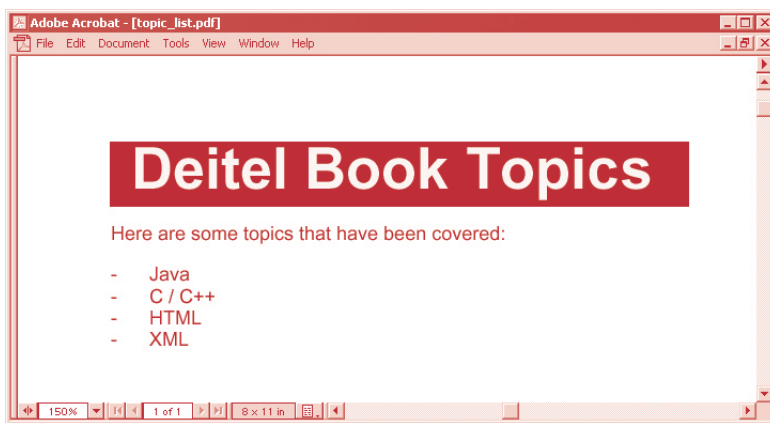 Adobe Acrobat - [topic_list.pdf]
File Edit Document Tools View Window Help
Deitel Book Topics
Here are some topics that have been covered:
- Java
- C / C++
- HTML
- XML
150% 1 of 1 8 x 11 in